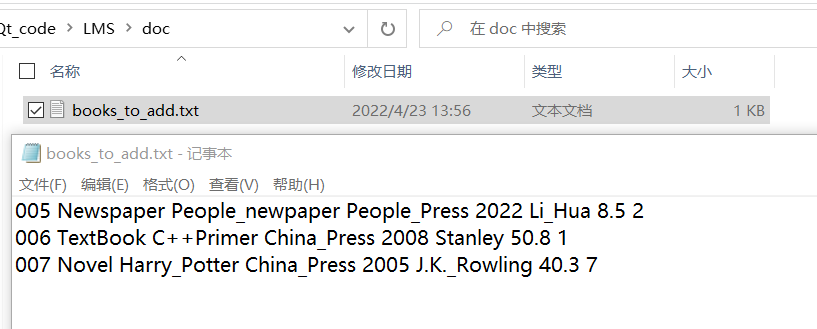 Qt_code > LMS > doc
在 doc 中搜索
名称 修改日期 类型 大小
books_to_add.txt 2022/4/23 13:56 文本文档 1 KB
books_to_add.txt - 记事本
文件(F) 编辑(E) 格式(O) 查看(V) 帮助(H)
005 Newspaper People_newpaper People_Press 2022 Li_Hua 8.5 2
006 TextBook C++Primer China_Press 2008 Stanley 50.8 1
007 Novel Harry_Potter China_Press 2005 J.K._Rowling 40.3 7